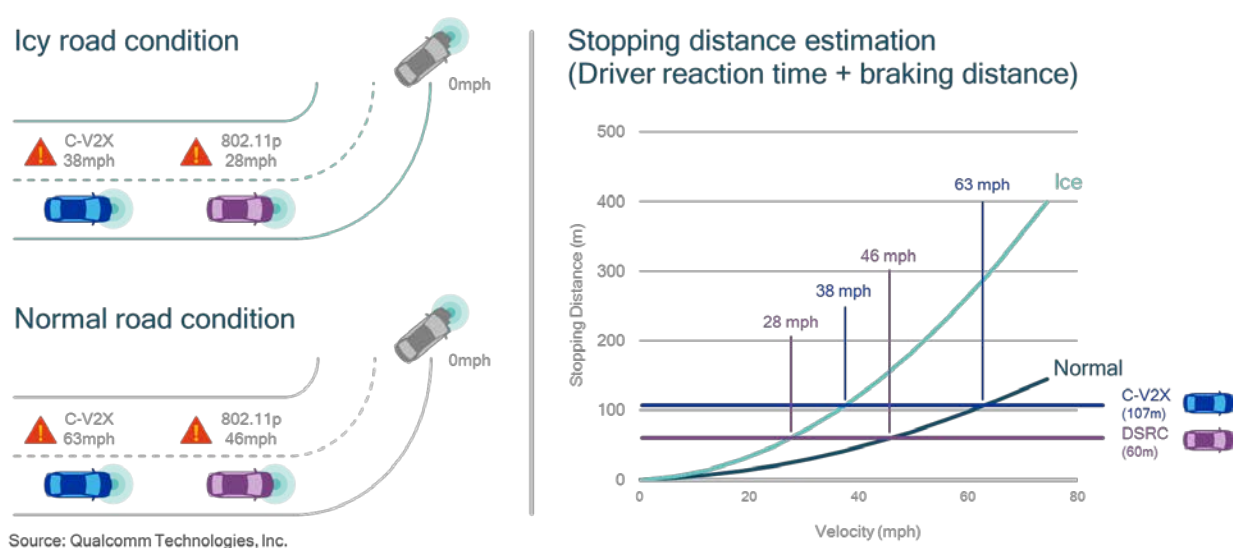 Icy road condition
0mph
C-V2X
38mph
802.11p
28mph
Normal road condition
0mph
C-V2X
63mph
802.11p
46mph
Source: Qualcomm Technologies, Inc.
Stopping distance estimation
(Driver reaction time + braking distance)
Stopping Distance (m)
500
400
300
200
100
0
0
20
40
60
80
Velocity (mph)
28 mph
38 mph
46 mph
63 mph
Ice
Normal
C-V2X
(107m)
DSRC
(60m)